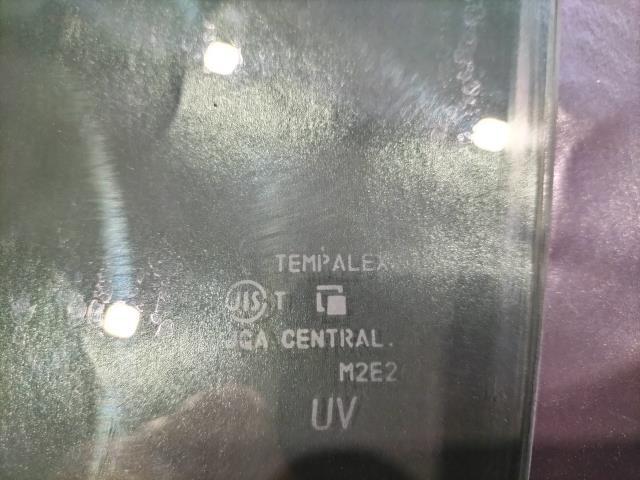 TEMPALEX
JIS T
CENTRAL.
M2E2
UV